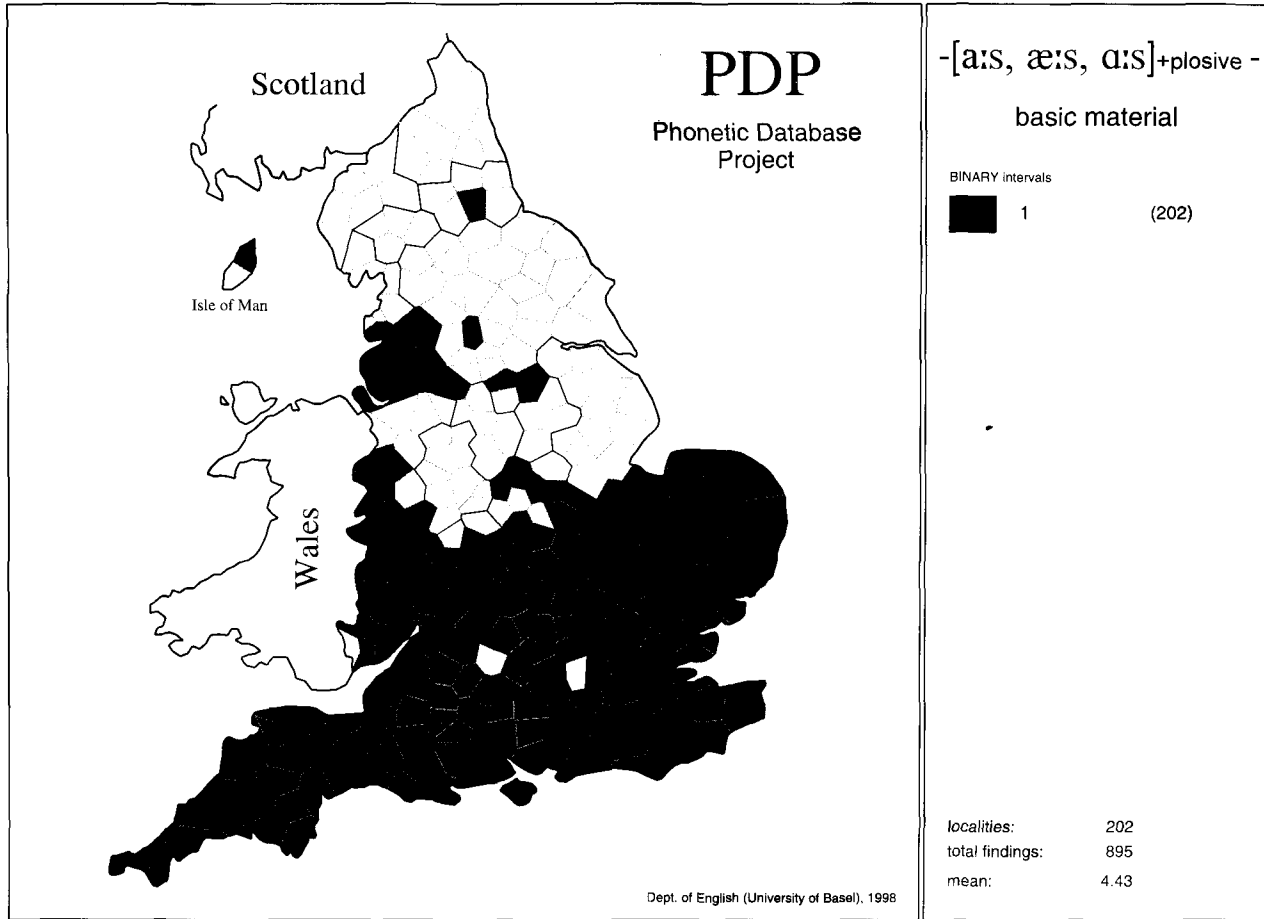 Scotland
PDP
Phonetic Database
Project
Isle of Man
Wales
Dept. of English (University of Basel), 1998
-[aːs, æːs, ɑːs]+plosive -
basic material
BINARY intervals
1 (202)
localities: 202
total findings: 895
mean: 4.43